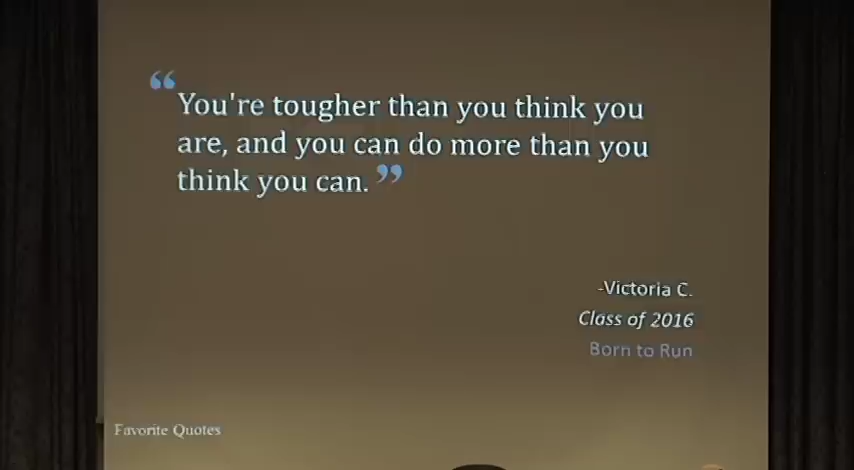 “You're tougher than you think you
are, and you can do more than you
think you can.”
-Victoria C.
Class of 2016
Born to Run
Favorite Quotes